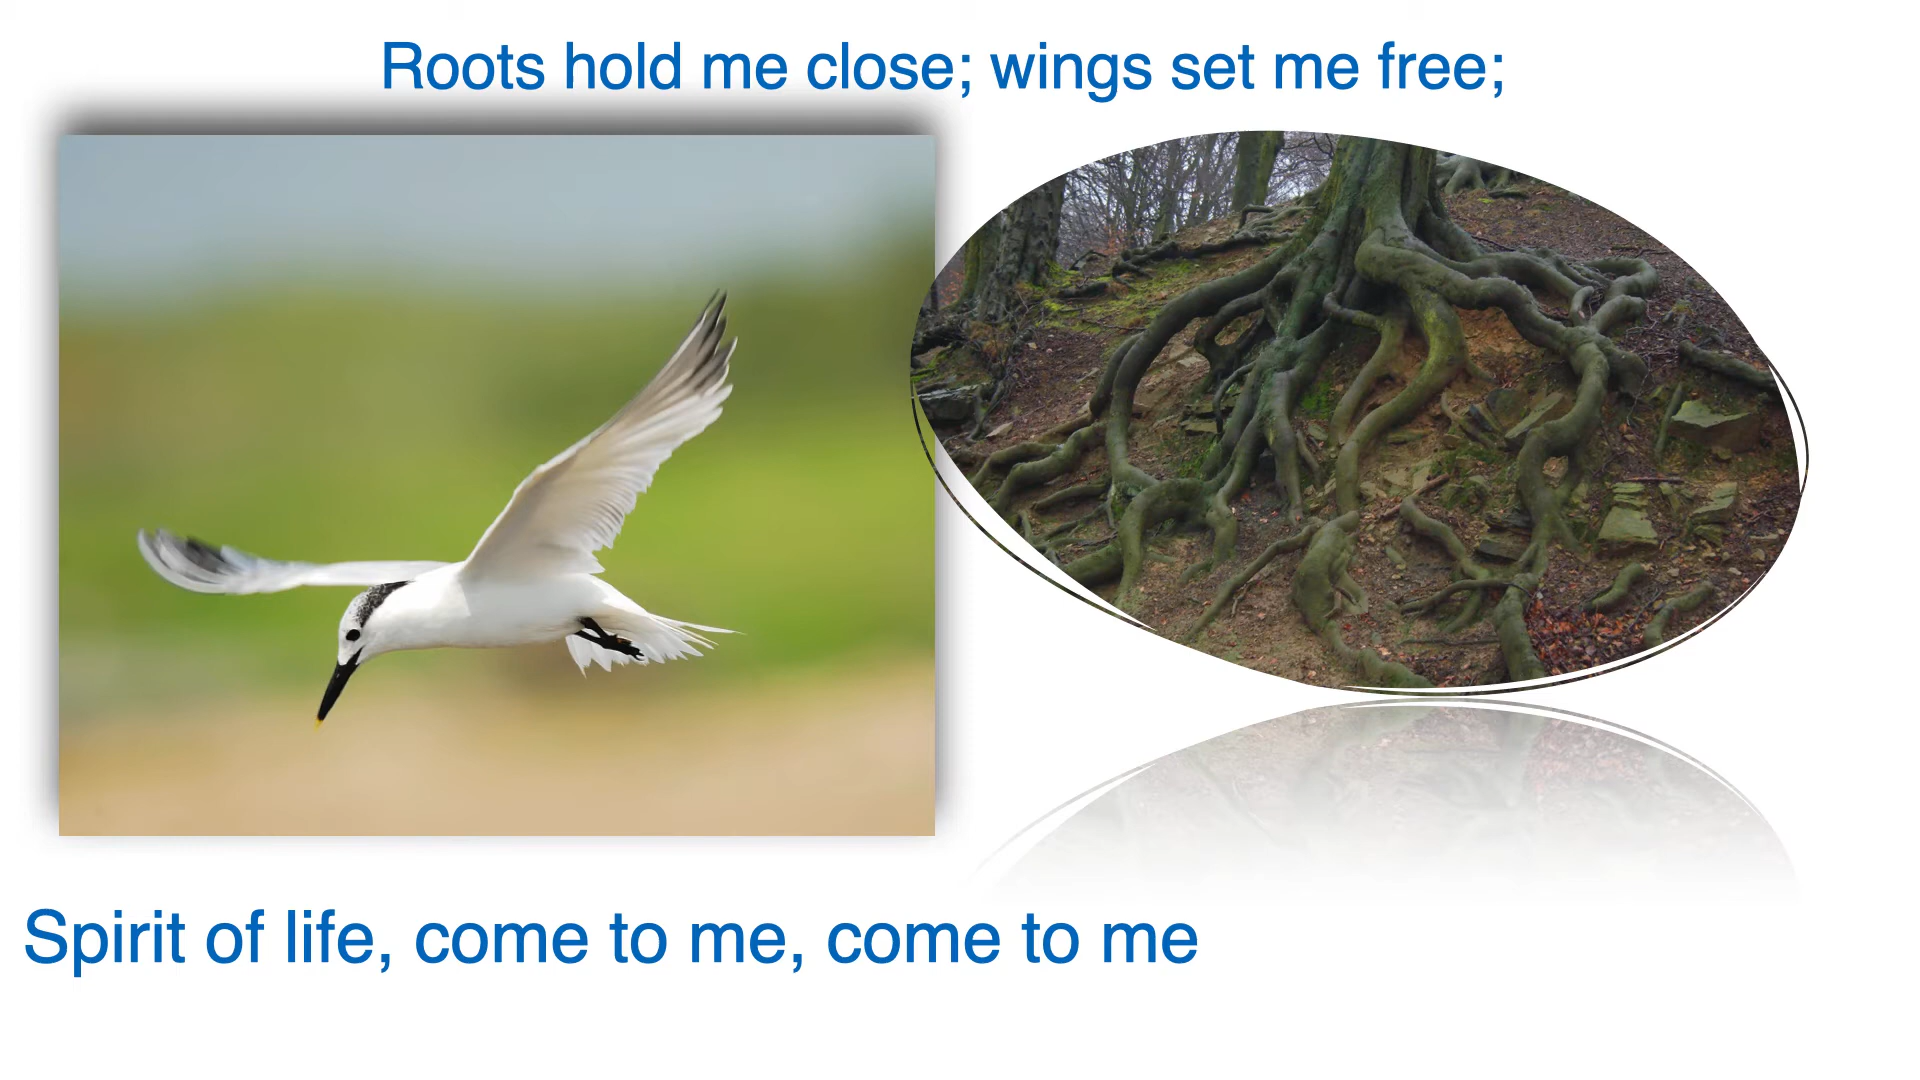 Roots hold me close; wings set me free;
Spirit of life, come to me, come to me